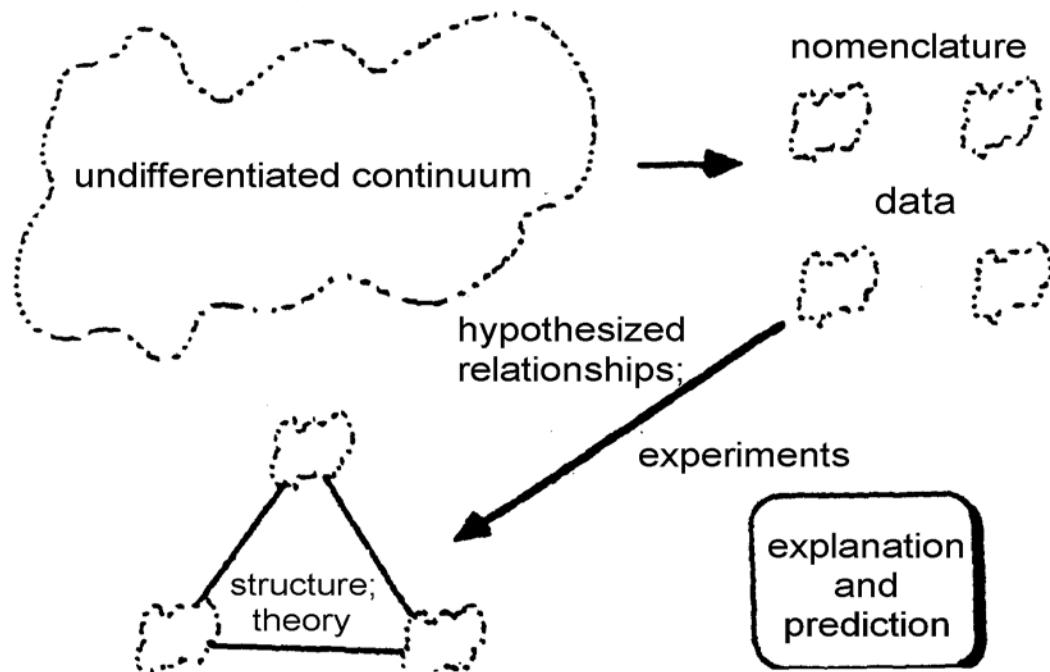 nomenclature
undifferentiated continuum
data
hypothesized
relationships;
experiments
structure;
theory
explanation
and
prediction